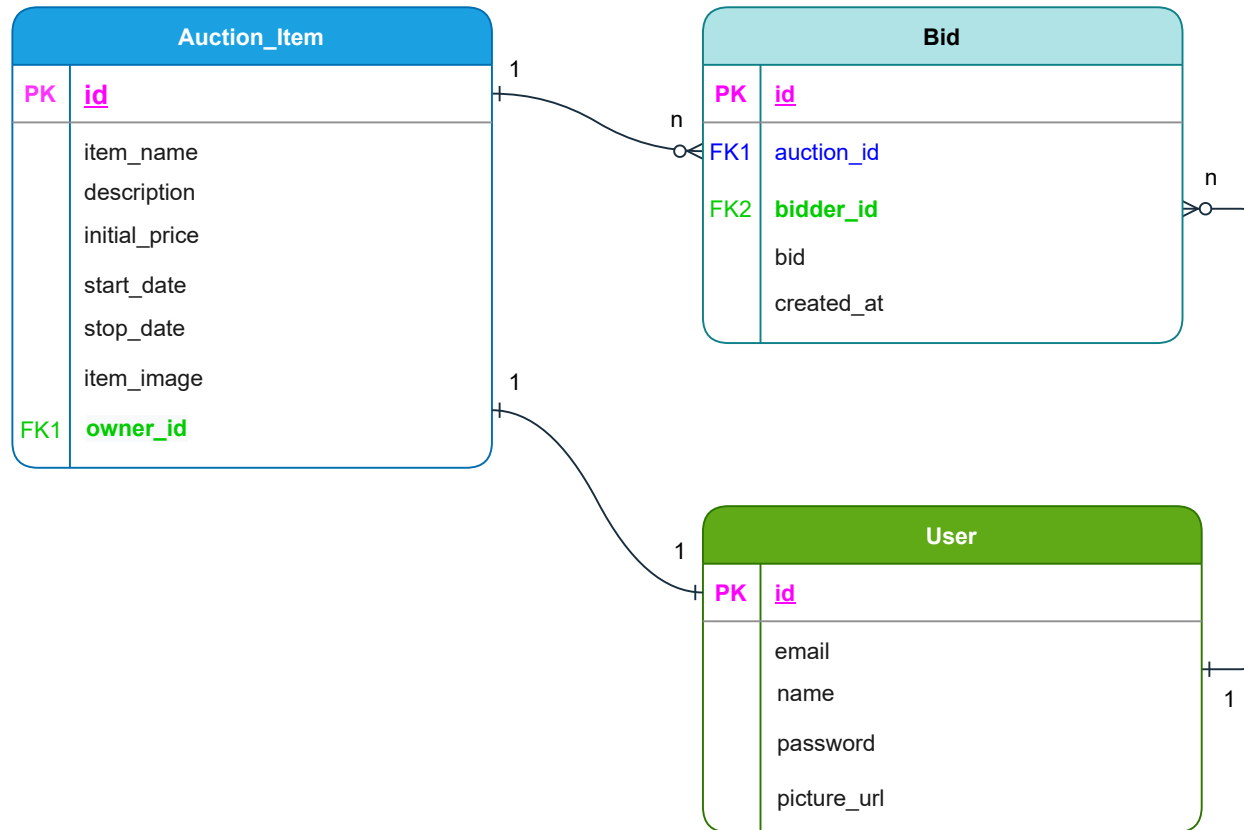 Auction_Item
PK id
item_name
description
initial_price
start_date
stop_date
item_image
FK1 owner_id
1
n
Bid
PK id
FK1 auction_id
FK2 bidder_id
bid
created_at
n
1
1
User
PK id
email
name
password
picture_url
1